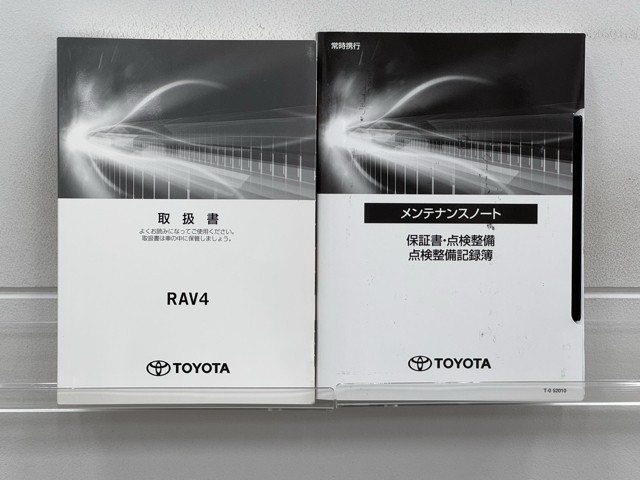 取扱書
よくお読みになってご使用ください。
取扱書は車の中に保管しましょう。
RAV4
TOYOTA
常時携行
メンテナンスノート
保証書・点検整備
点検整備記録簿
TOYOTA